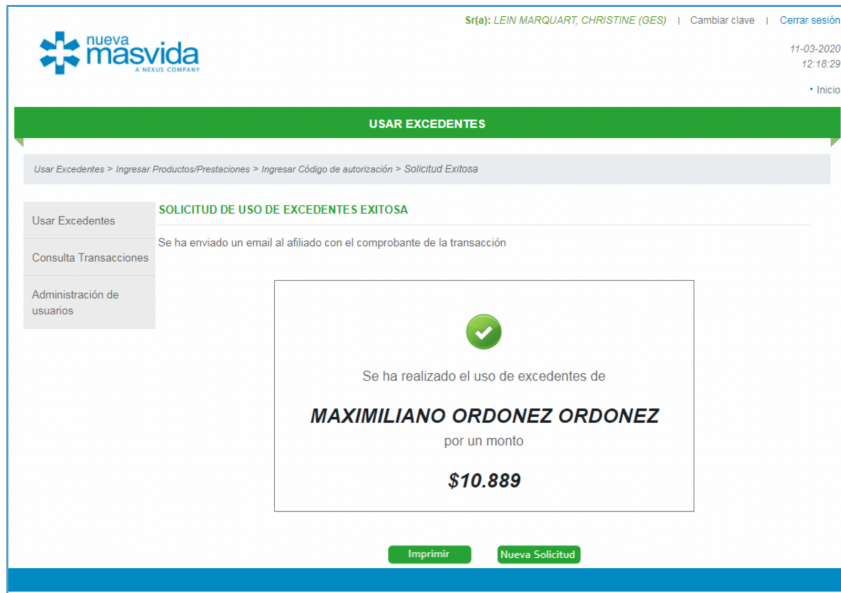 Sr(a): LEIN MARQUART, CHRISTINE (GES) | Cambiar clave | Cerrar sesión
nueva
masvida
A NEXUS COMPANY
11-03-2020
12:18:29
• Inicio
USAR EXCEDENTES
Usar Excedentes > Ingresar Productos/Prestaciones > Ingresar Código de autorización > Solicitud Exitosa
Usar Excedentes
Consulta Transacciones
Administración de
usuarios
SOLICITUD DE USO DE EXCEDENTES EXITOSA
Se ha enviado un email al afiliado con el comprobante de la transacción
Se ha realizado el uso de excedentes de
MAXIMILIANO ORDONEZ ORDONEZ
por un monto
$10.889
Imprimir
Nueva Solicitud